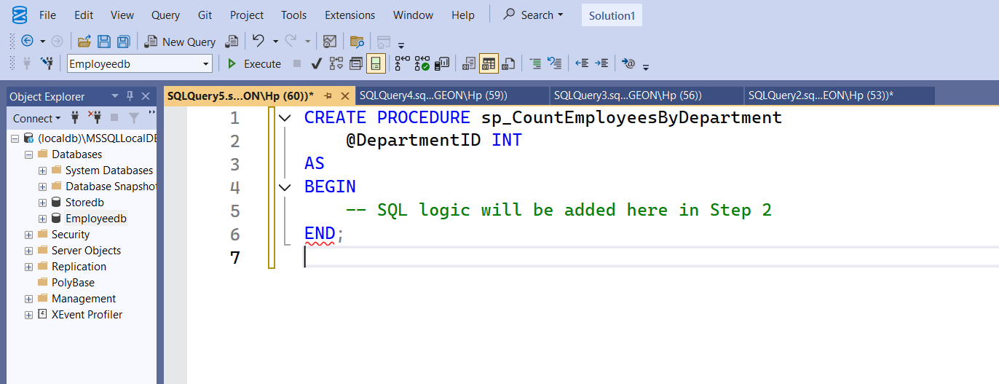 File Edit View Query Git Project Tools Extensions Window Help Search Solution1
New Query
Employeedb Execute
Object Explorer
Connect
(localdb)\MSSQLLocalDB
Databases
System Databases
Database Snapshot
Storedb
Employeedb
Security
Server Objects
Replication
PolyBase
Management
XEvent Profiler
SQLQuery5.s...ON\Hp (60))* SQLQuery4.sq...GEON\Hp (59)) SQLQuery3.sq...GEON\Hp (56)) SQLQuery2.sq...EON\Hp (53))*
1 CREATE PROCEDURE sp_CountEmployeesByDepartment
2 @DepartmentID INT
3 AS
4 BEGIN
5 -- SQL logic will be added here in Step 2
6 END;
7